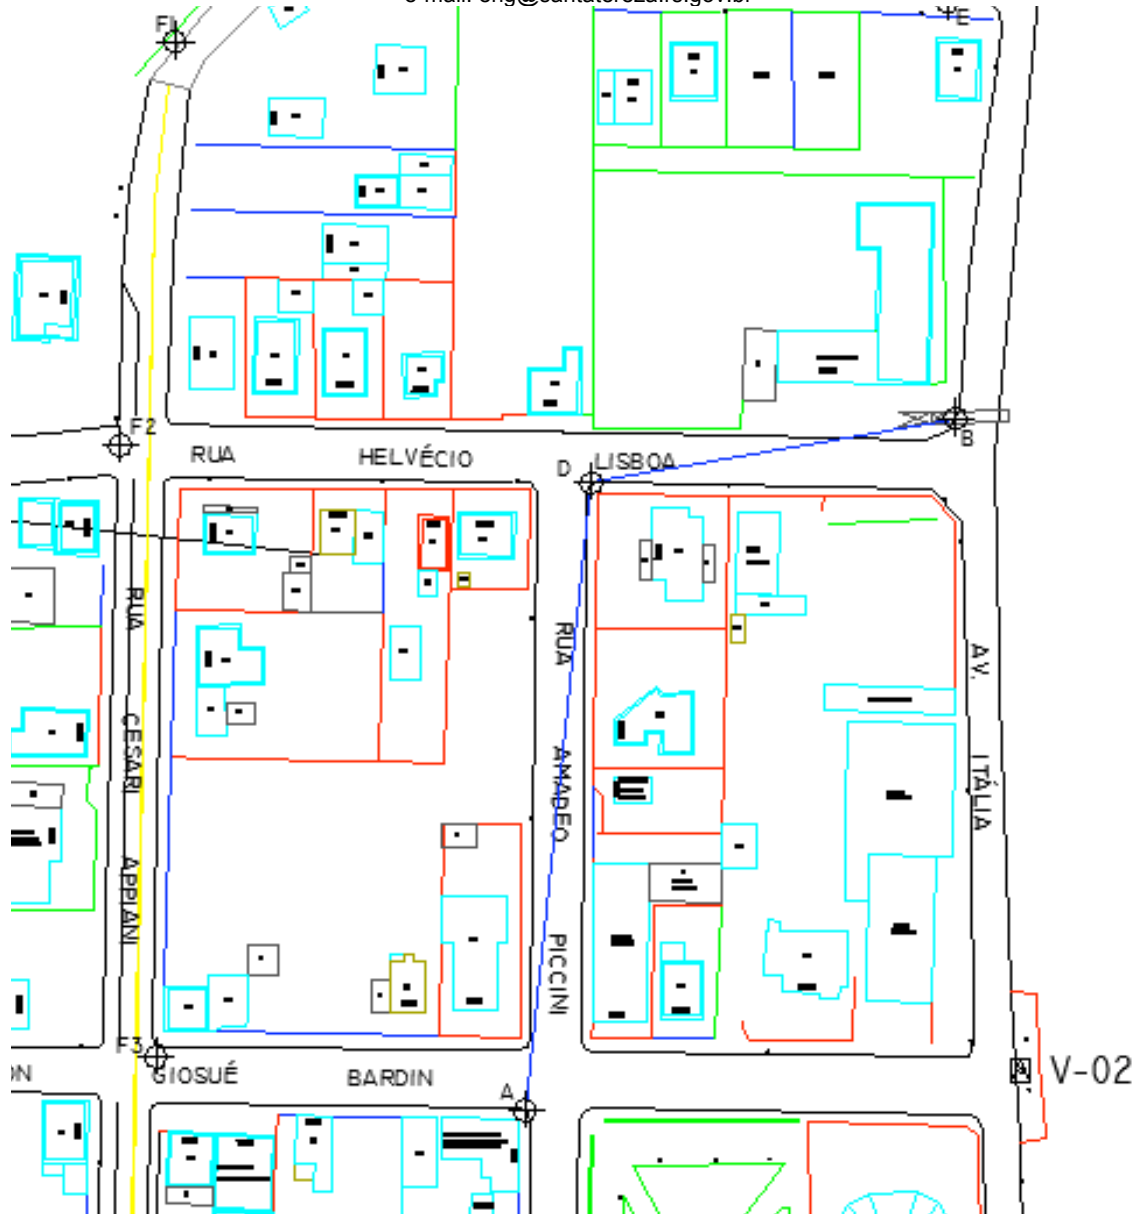 F1
E
F2
B
RUA HELVÉCIO LISBOA
D
RUA CESARI APPIANI
RUA AMADEO PICCINI
AV. ITÁLIA
F3
GIOSUÉ BARDIN
A
V-02